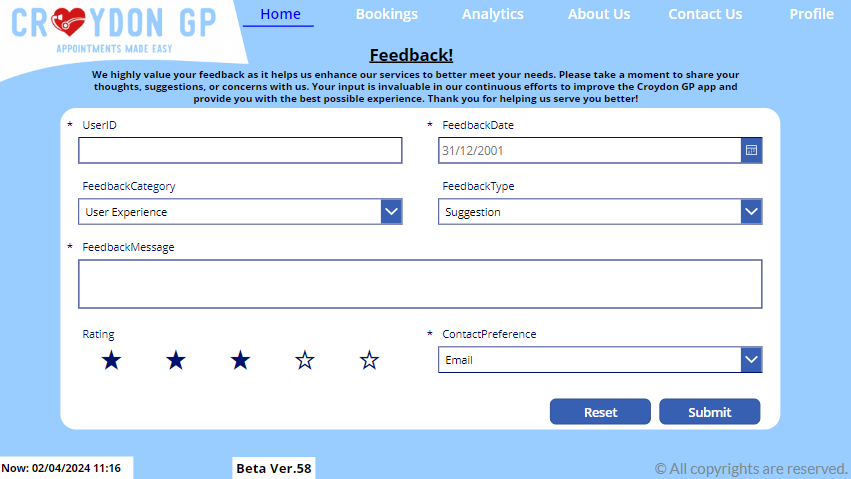 CROYDON GP
APPOINTMENTS MADE EASY
Home Bookings Analytics About Us Contact Us Profile
Feedback!
We highly value your feedback as it helps us enhance our services to better meet your needs. Please take a moment to share your
thoughts, suggestions, or concerns with us. Your input is invaluable in our continuous efforts to improve the Croydon GP app and
provide you with the best possible experience. Thank you for helping us serve you better!
* UserID * FeedbackDate
31/12/2001
FeedbackCategory FeedbackType
User Experience Suggestion
* FeedbackMessage
Rating * ContactPreference
Email
Reset Submit
Now: 02/04/2024 11:16 Beta Ver.58 © All copyrights are reserved.